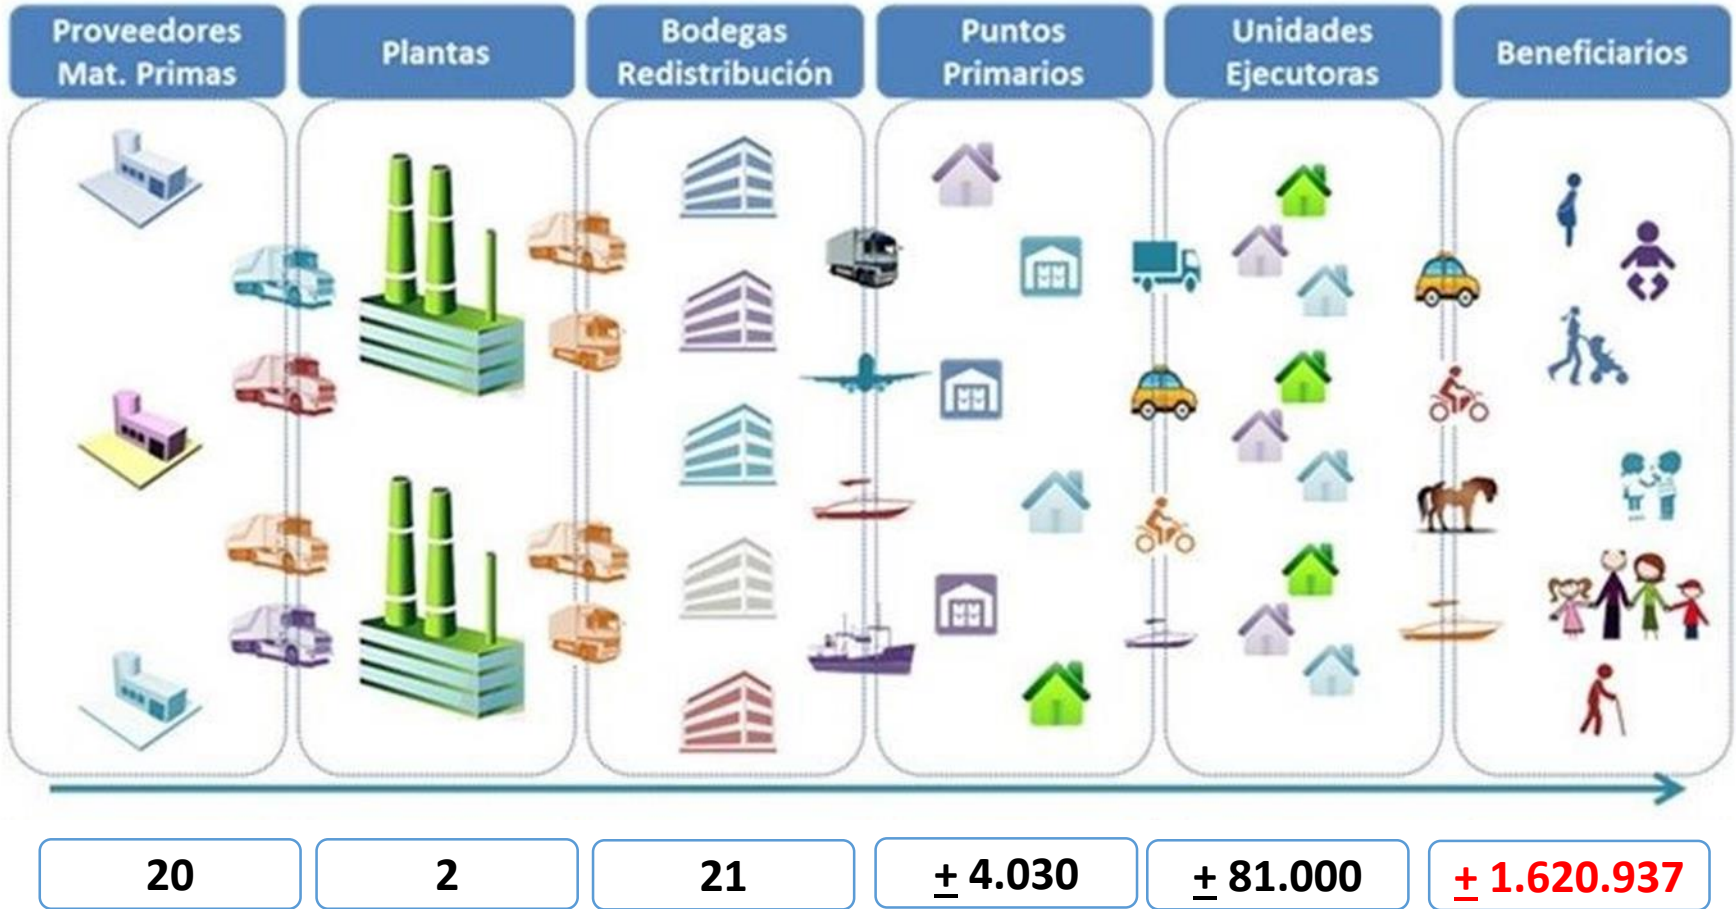 Proveedores
Mat. Primas
Plantas
Bodegas
Redistribución
Puntos
Primarios
Unidades
Ejecutoras
Beneficiarios
20
2
21
± 4.030
± 81.000
± 1.620.937